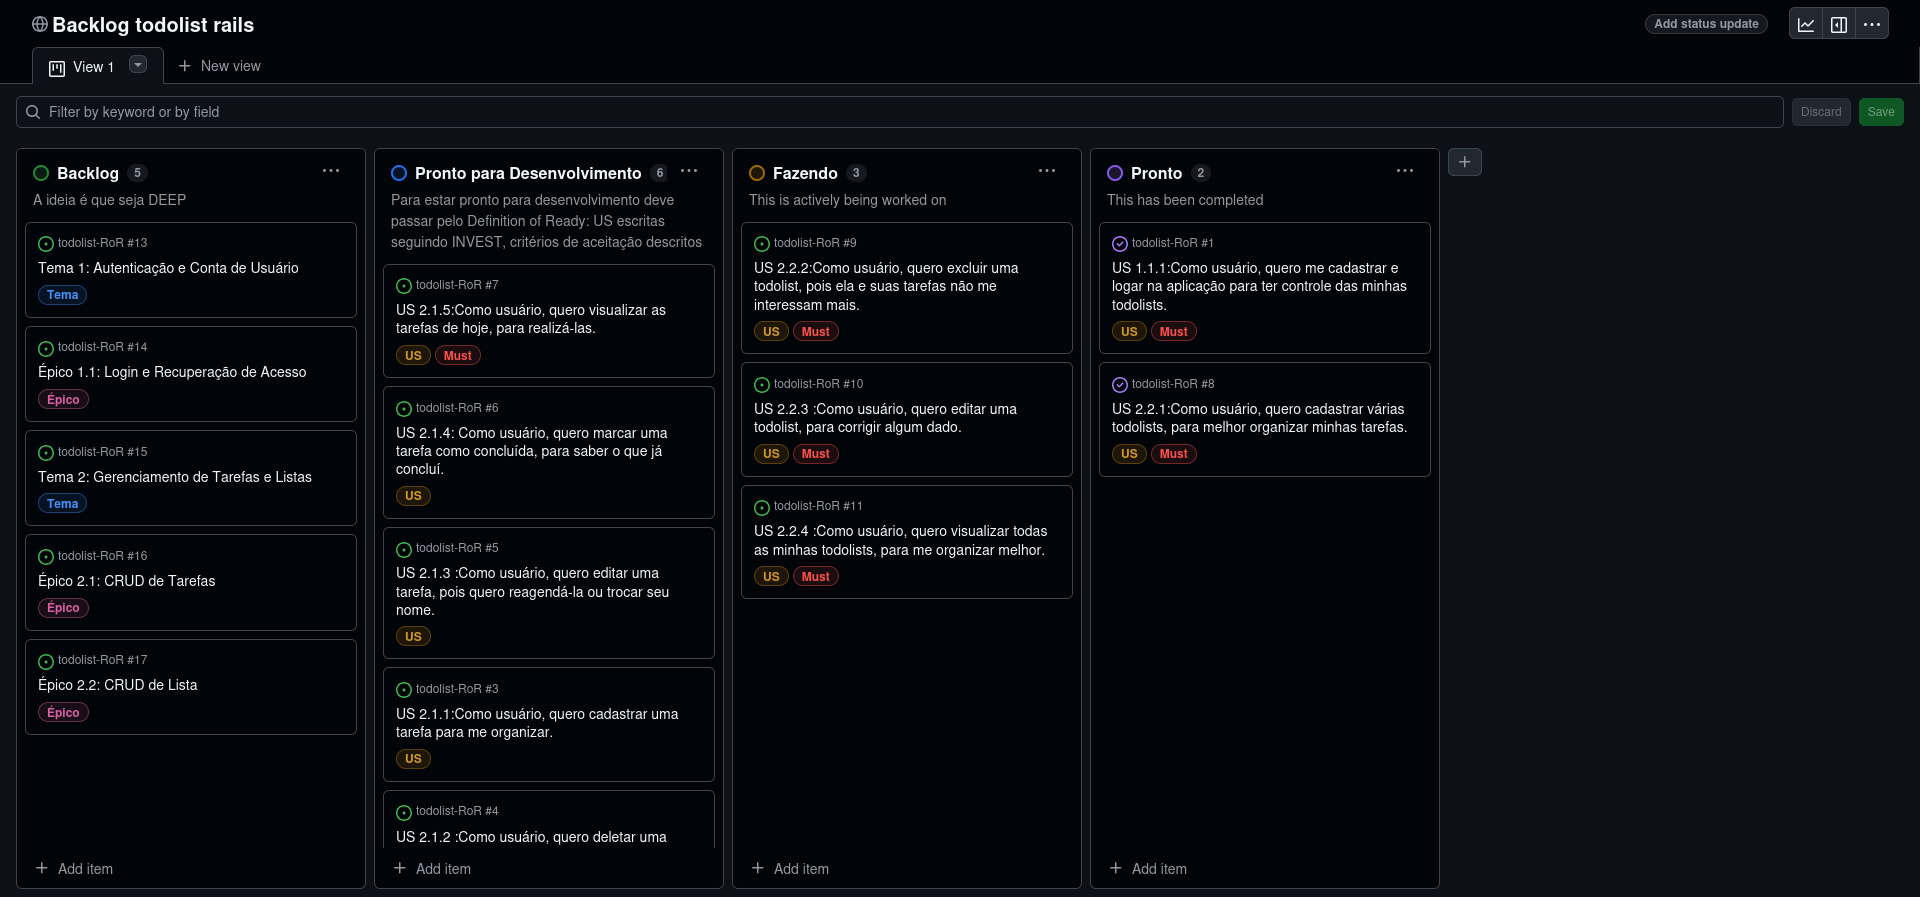 Backlog todolist rails
Add status update
View 1
New view
Filter by keyword or by field
Discard
Save
Backlog 5
A ideia é que seja DEEP
todolist-RoR #13
Tema 1: Autenticação e Conta de Usuário
Tema
todolist-RoR #14
Épico 1.1: Login e Recuperação de Acesso
Épico
todolist-RoR #15
Tema 2: Gerenciamento de Tarefas e Listas
Tema
todolist-RoR #16
Épico 2.1: CRUD de Tarefas
Épico
todolist-RoR #17
Épico 2.2: CRUD de Lista
Épico
Add item
Pronto para Desenvolvimento 6
Para estar pronto para desenvolvimento deve
passar pelo Definition of Ready: US escritas
seguindo INVEST, critérios de aceitação descritos
todolist-RoR #7
US 2.1.5:Como usuário, quero visualizar as
tarefas de hoje, para realizá-las.
US Must
todolist-RoR #6
US 2.1.4: Como usuário, quero marcar uma
tarefa como concluída, para saber o que já
concluí.
US
todolist-RoR #5
US 2.1.3 :Como usuário, quero editar uma
tarefa, pois quero reagendá-la ou trocar seu
nome.
US
todolist-RoR #3
US 2.1.1:Como usuário, quero cadastrar uma
tarefa para me organizar.
US
todolist-RoR #4
US 2.1.2 :Como usuário, quero deletar uma
Add item
Fazendo 3
This is actively being worked on
todolist-RoR #9
US 2.2.2:Como usuário, quero excluir uma
todolist, pois ela e suas tarefas não me
interessam mais.
US Must
todolist-RoR #10
US 2.2.3 :Como usuário, quero editar uma
todolist, para corrigir algum dado.
US Must
todolist-RoR #11
US 2.2.4 :Como usuário, quero visualizar todas
as minhas todolists, para me organizar melhor.
US Must
Add item
Pronto 2
This has been completed
todolist-RoR #1
US 1.1.1:Como usuário, quero me cadastrar e
logar na aplicação para ter controle das minhas
todolists.
US Must
todolist-RoR #8
US 2.2.1:Como usuário, quero cadastrar várias
todolists, para melhor organizar minhas tarefas.
US Must
Add item